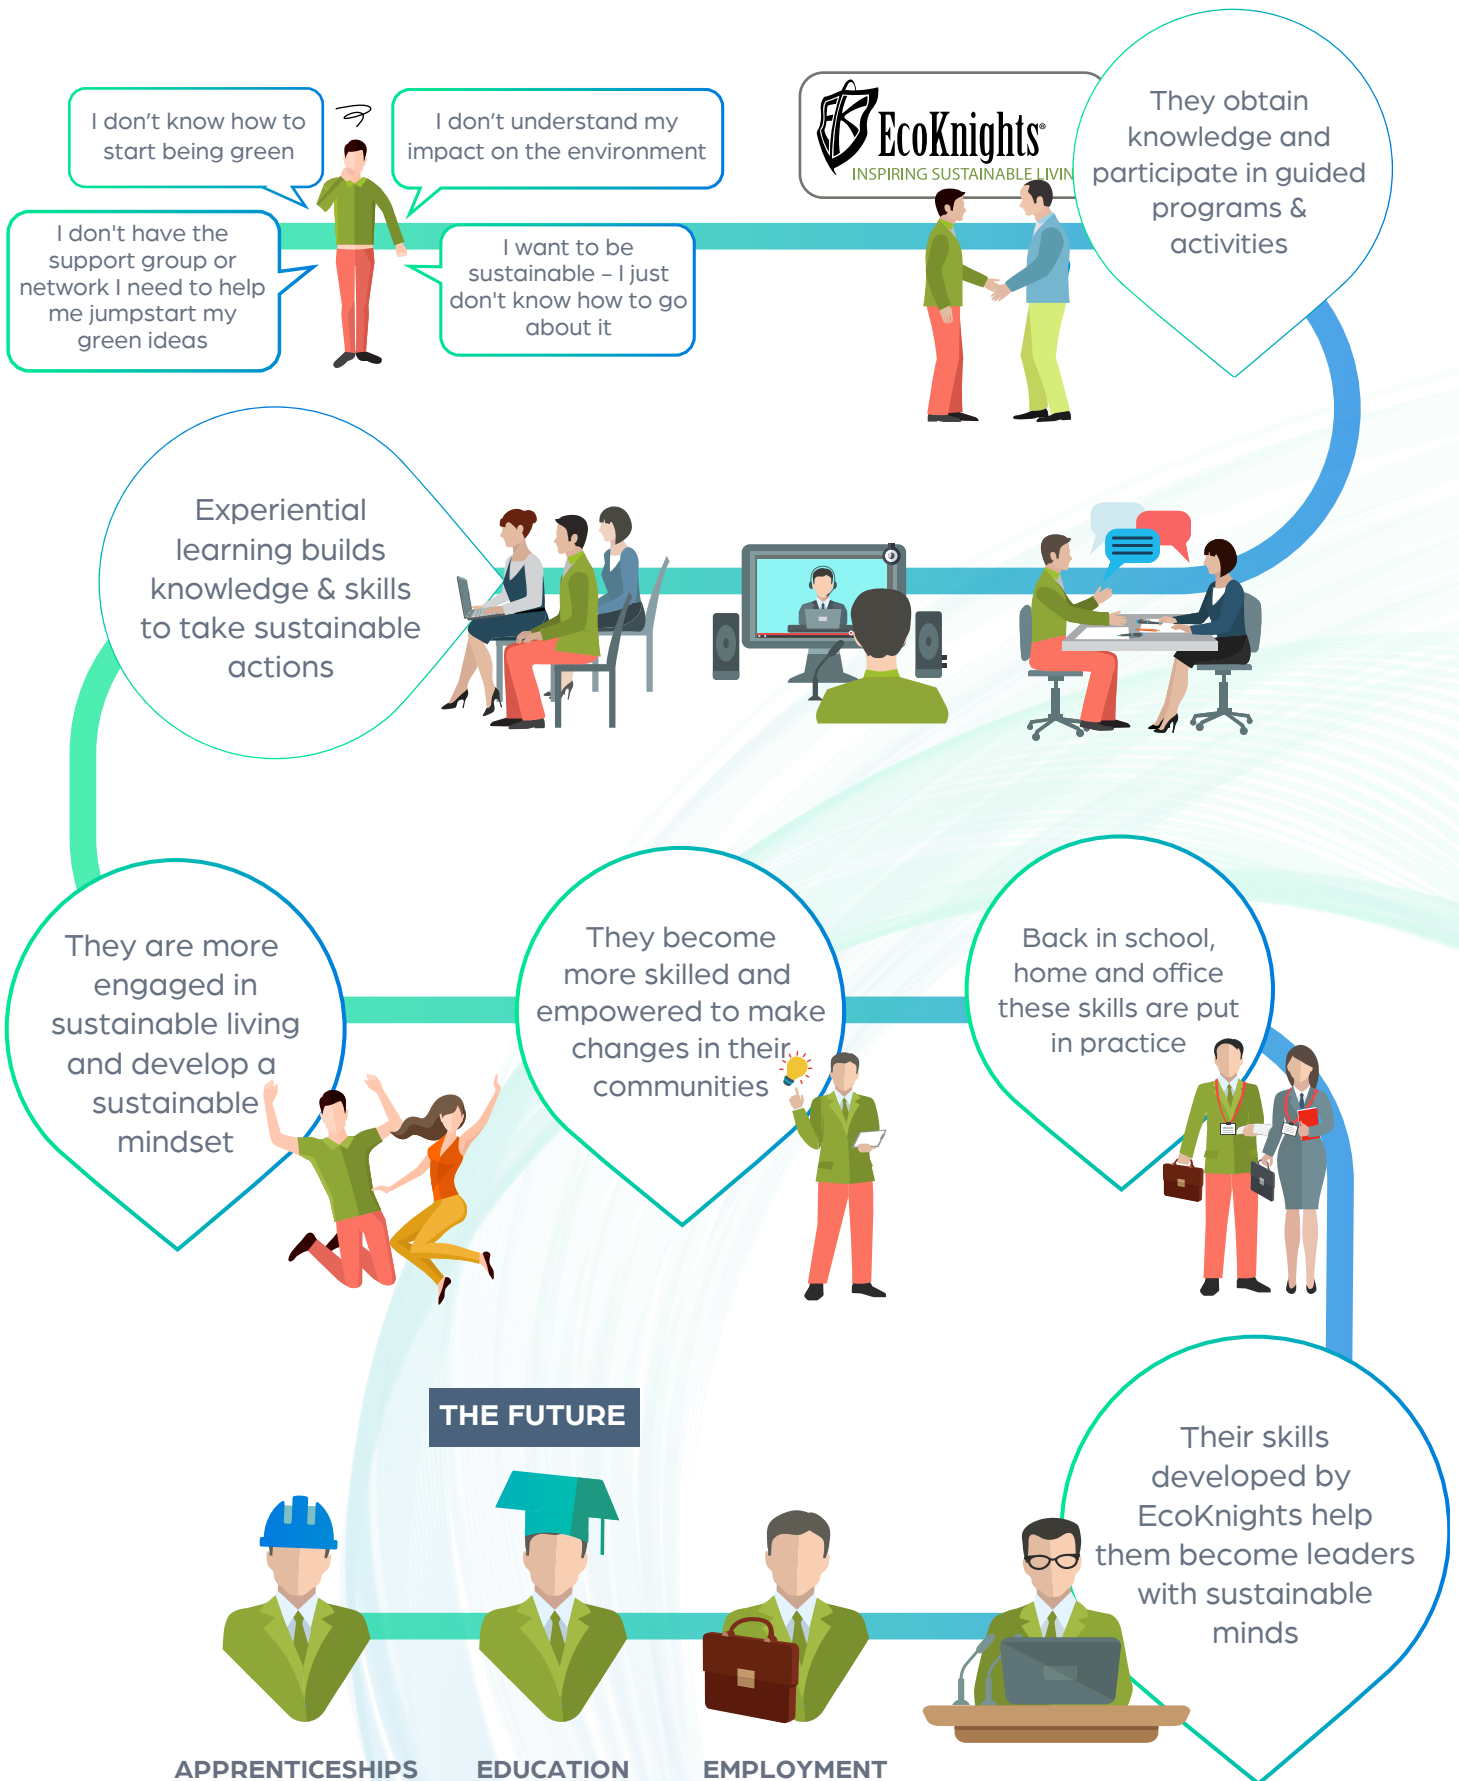 I don't know how to
start being green
I don't understand my
impact on the environment
I don't have the
support group or
network I need to help
me jumpstart my
green ideas
I want to be
sustainable - I just
don't know how to go
about it
EcoKnights®
INSPIRING SUSTAINABLE LIVIN
They obtain
knowledge and
participate in guided
programs &
activities
Experiential
learning builds
knowledge & skills
to take sustainable
actions
They are more
engaged in
sustainable living
and develop a
sustainable
mindset
They become
more skilled and
empowered to make
changes in their
communities
Back in school,
home and office
these skills are put
in practice
Their skills
developed by
EcoKnights help
them become leaders
with sustainable
minds
THE FUTURE
APPRENTICESHIPS
EDUCATION
EMPLOYMENT